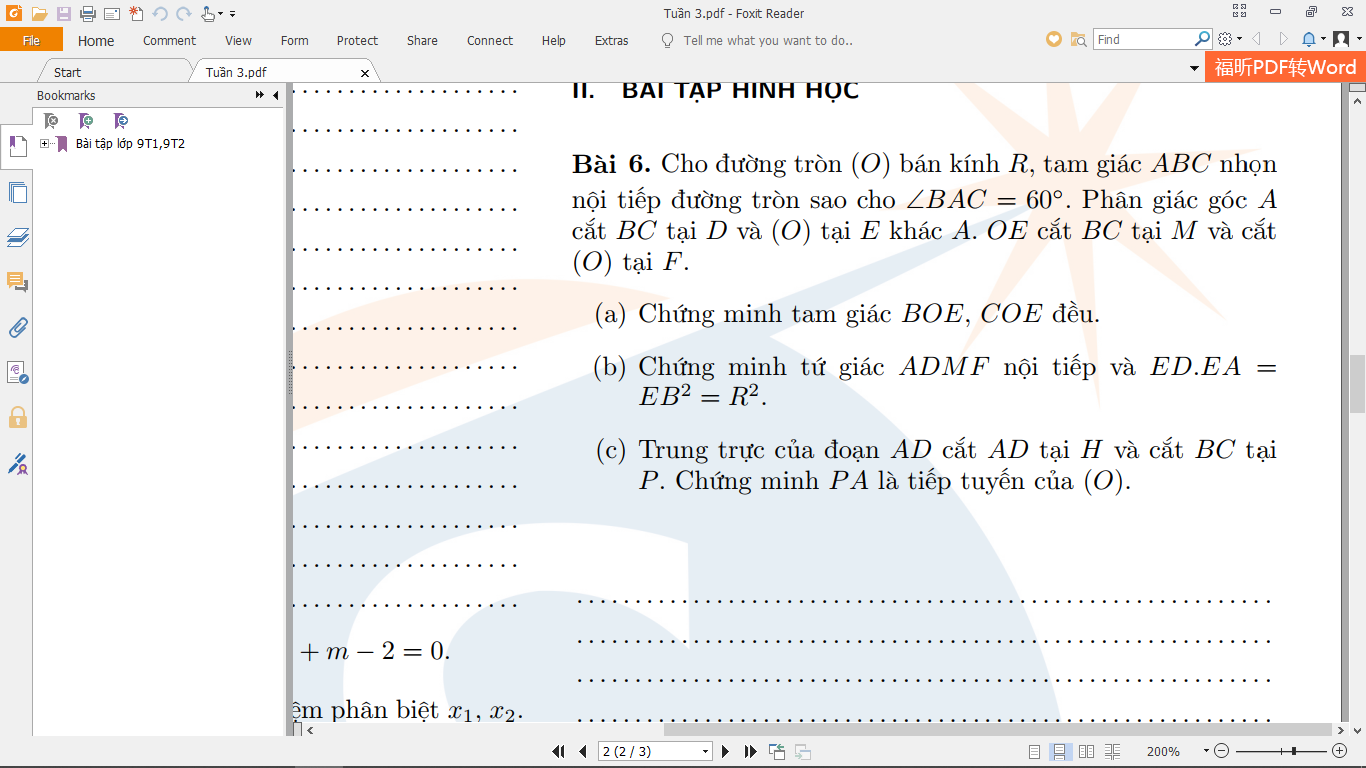 Tuần 3.pdf - Foxit Reader
File Home Comment View Form Protect Share Connect Help Extras Tell me what you want to do.. Find
Start Tuần 3.pdf 福昕PDF转Word
Bookmarks
Bài tập lớp 9T1,9T2
II. BÀI TẬP HÌNH HỌC
Bài 6. Cho đường tròn (O) bán kính R, tam giác ABC nhọn
nội tiếp đường tròn sao cho ∠BAC = 60°. Phân giác góc A
cắt BC tại D và (O) tại E khác A. OE cắt BC tại M và cắt
(O) tại F.
(a) Chứng minh tam giác BOE, COE đều.
(b) Chứng minh tứ giác ADMF nội tiếp và ED.EA =
EB² = R².
(c) Trung trực của đoạn AD cắt AD tại H và cắt BC tại
P. Chứng minh PA là tiếp tuyến của (O).
+ m − 2 = 0.
ệm phân biệt x₁, x₂.
2 (2 / 3) 200%